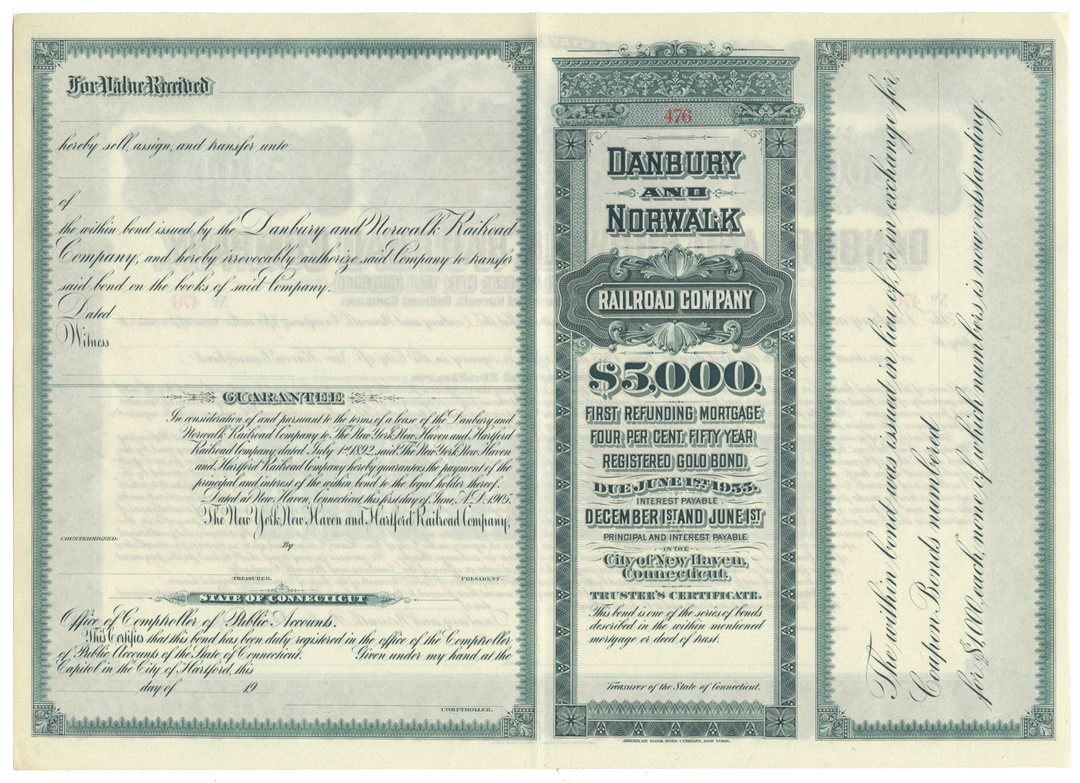 For Value Received
hereby sell, assign, and transfer unto
of
the within bond issued by the Danbury and Norwalk Railroad
Company, and hereby irrevocably authorize said Company to transfer
said bond on the books of said Company.
Dated
Witness
GUARANTEE
In consideration of and pursuant to the terms of a lease of the Danbury and
Norwalk Railroad Company to The New York, New Haven and Hartford
Railroad Company dated July 1st 1892, said The New York, New Haven
and Hartford Railroad Company hereby guarantees the payment of the
principal and interest of the within bond to the legal holder thereof.
Dated at New Haven, Connecticut, this first day of June, A.D. 1905.
The New York, New Haven and Hartford Railroad Company,
COUNTERSIGNED:
By
TREASURER. PRESIDENT.
STATE OF CONNECTICUT
Office of Comptroller of Public Accounts.
This Certifies that this bond has been duly registered in the office of the Comptroller
of Public Accounts of the State of Connecticut. Given under my hand at the
Capitol in the City of Hartford, this
day of 19
COMPTROLLER.
476
DANBURY
AND
NORWALK
RAILROAD COMPANY
$5,000.
FIRST REFUNDING MORTGAGE
FOUR PER CENT. FIFTY YEAR
REGISTERED GOLD BOND,
DUE JUNE 1ST, 1955.
INTEREST PAYABLE
DECEMBER 1ST AND JUNE 1ST
PRINCIPAL AND INTEREST PAYABLE
IN THE
City of New Haven,
Connecticut.
TRUSTEE'S CERTIFICATE.
This bond is one of the series of bonds
described in the within mentioned
mortgage or deed of trust.
Treasurer of the State of Connecticut.
AMERICAN BANK NOTE COMPANY, NEW YORK.
The within bond was issued in lieu of, or in exchange for,
Coupon Bonds numbered
for $1,000, each, none of which numbers is now outstanding.